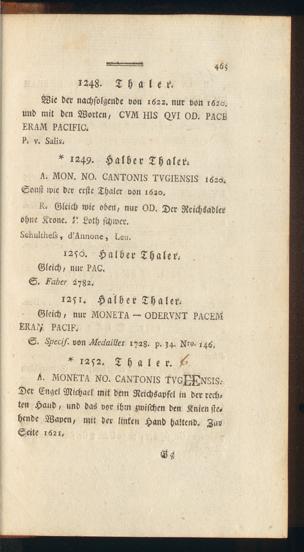 465
1248. Thaler.
Wie der nachfolgende von 1622. nur von 1620.
und mit den Worten, CVM HIS QVI OD. PACE
ERAM PACIFIC.
P. v. Salis.
* 1249. Halber Thaler.
A. MON. NO. CANTONIS TVGIENSIS 1620.
Sonst wie der erste Thaler von 1620.
R. Gleich wie oben, nur OD. Der Reichsadler
ohne Krone. Loth schwer.
Schulthess, d'Annone, Leu.
1250. Halber Thaler.
Gleich, nur PAC.
S. Faber 2782.
1251. Halber Thaler.
Gleich, nur MONETA — ODERVNT PACEM
ERAN PACIF.
S. Specif. von Medailles 1728. p. 34. Nro. 146.
* 1252. Thaler. 6
A. MONETA NO. CANTONIS TVGEENSIS.
Der Engel Michael mit dem Reichsapfel in der rech-
ten Hand, und das vor ihm zwischen den Knien ste-
hende Wapen, mit der linken Hand haltend. Zur
Seite 1621.
Gg